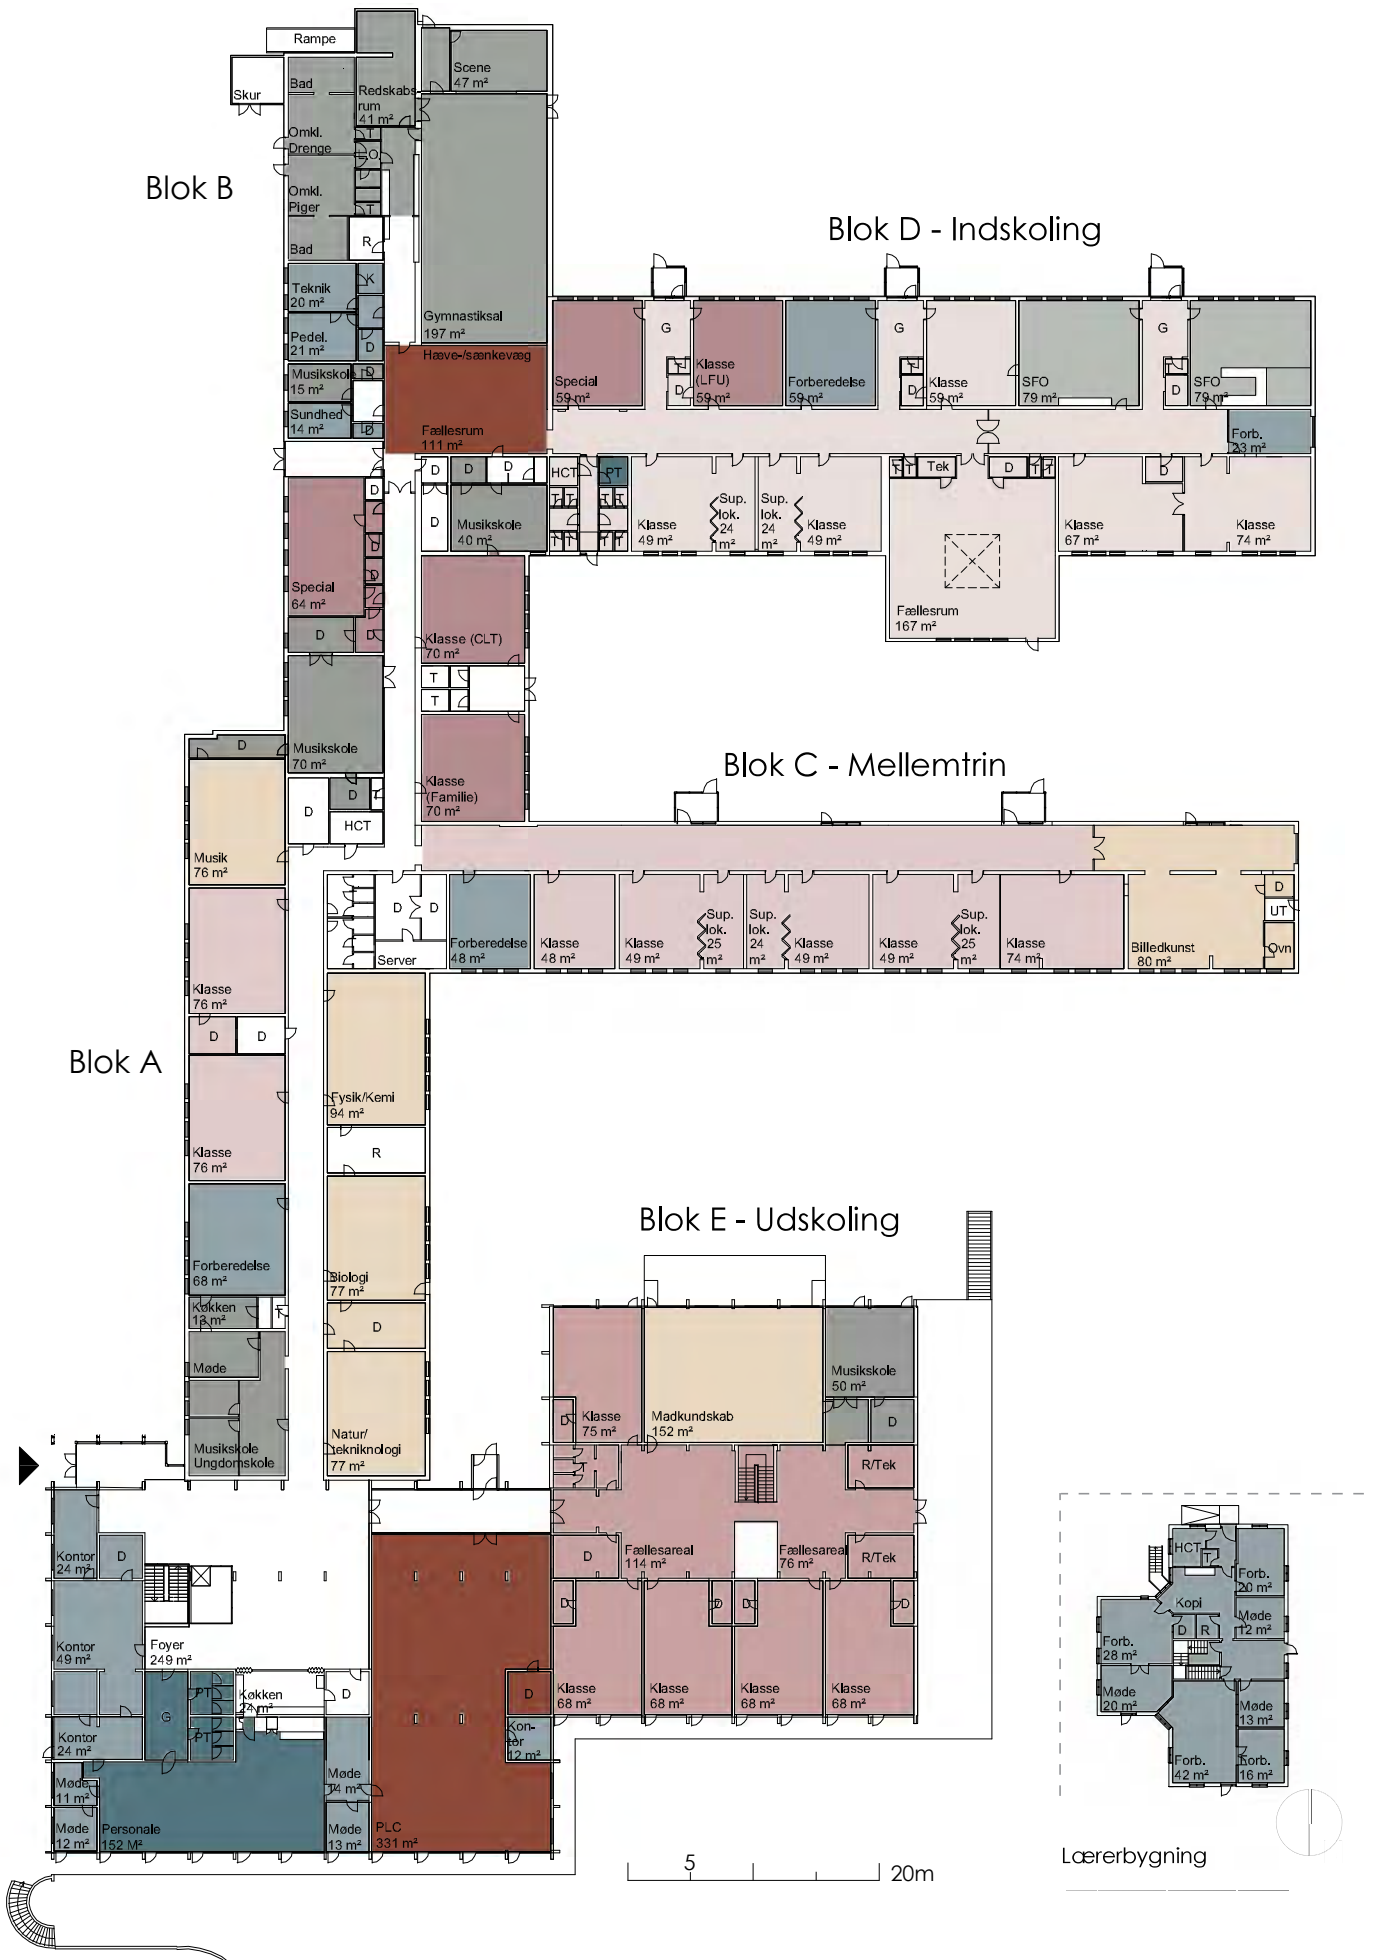 Rampe
Skur
Bad
Redskabs
rum
41 m²
Scene
47 m²
Omkl.
Drenge
T
O
Blok B
Omkl.
Piger
T
Bad
R
Teknik
20 m²
K
Pedel.
21 m²
D
Gymnastiksal
197 m²
Hæve-/sænkevæg
Musikskole
15 m²
D
Sundhed
14 m²
D
Fællesrum
111 m²
Blok D - Indskoling
Special
59 m²
G
T
D
Klasse
(LFU)
59 m²
Forberedelse
59 m²
G
T
D
Klasse
59 m²
SFO
79 m²
G
D
SFO
79 m²
Forb.
23 m²
D
D
D
D
Musikskole
40 m²
HCT
PT
T
T
T
T
T
T
T
T
Klasse
49 m²
Sup.
lok.
24
m²
Sup.
lok.
24
m²
Klasse
49 m²
T
T
Tek
D
T
T
Fællesrum
167 m²
Klasse
67 m²
D
Klasse
74 m²
Special
64 m²
D
D
D
D
D
Klasse (CLT)
70 m²
T
T
Musikskole
70 m²
Klasse
(Familie)
70 m²
D
D
D
T
HCT
Musik
76 m²
Blok C - Mellemtrin
D
D
Server
Forberedelse
48 m²
Klasse
48 m²
Klasse
49 m²
Sup.
lok.
25
m²
Sup.
lok.
24
m²
Klasse
49 m²
Klasse
49 m²
Sup.
lok.
25
m²
Klasse
74 m²
Billedkunst
80 m²
D
UT
Ovn
Klasse
76 m²
D
D
Blok A
Fysik/Kemi
94 m²
R
Klasse
76 m²
Forberedelse
68 m²
Biologi
77 m²
Køkken
13 m²
T
D
Møde
Musikskole
Ungdomskole
Natur/
tekniknologi
77 m²
Blok E - Udskoling
D
Klasse
75 m²
Madkundskab
152 m²
Musikskole
50 m²
D
T
R/Tek
D
Fællesareal
114 m²
Fællesareal
76 m²
R/Tek
D
Klasse
68 m²
D
Klasse
68 m²
D
Klasse
68 m²
D
Klasse
68 m²
Kontor
24 m²
D
Kontor
49 m²
Foyer
249 m²
G
PT
PT
Køkken
24 m²
D
D
Kon-
tor
12 m²
Kontor
24 m²
Møde
11 m²
Møde
12 m²
Personale
152 M²
Møde
14 m²
Møde
13 m²
PLC
331 m²
HCT
T
Forb.
20 m²
Kopi
Møde
12 m²
D
R
Forb.
28 m²
Møde
20 m²
Møde
13 m²
Forb.
42 m²
Forb.
16 m²
Lærerbygning
5
20m